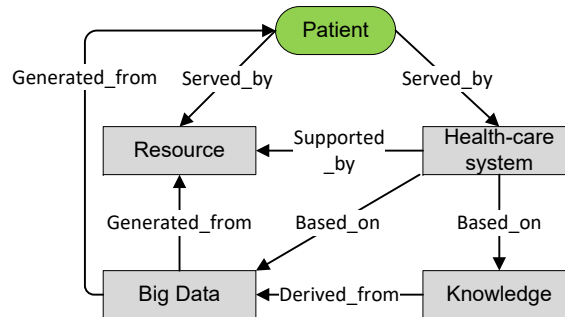 Patient
Generated_from
Served_by
Served_by
Resource
Supported
_by
Health-care
system
Generated_from
Based_on
Based_on
Big Data
Derived_from
Knowledge